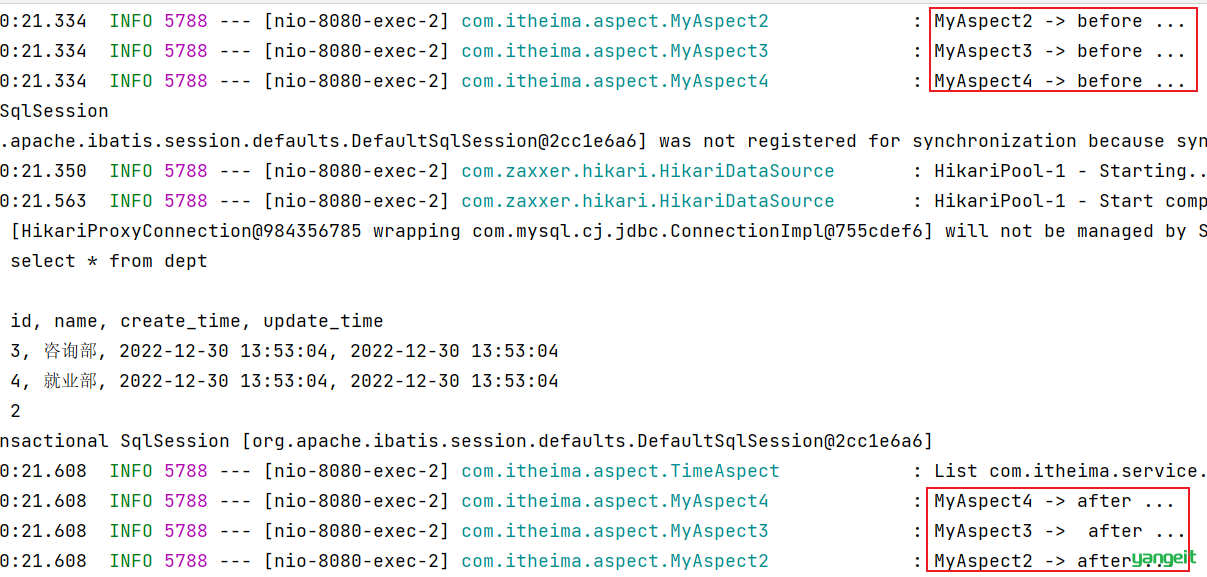 0:21.334 INFO 5788 --- [nio-8080-exec-2] com.itheima.aspect.MyAspect2 : MyAspect2 -> before ...
0:21.334 INFO 5788 --- [nio-8080-exec-2] com.itheima.aspect.MyAspect3 : MyAspect3 -> before ...
0:21.334 INFO 5788 --- [nio-8080-exec-2] com.itheima.aspect.MyAspect4 : MyAspect4 -> before ...
SqlSession
.apache.ibatis.session.defaults.DefaultSqlSession@2cc1e6a6] was not registered for synchronization because syn
0:21.350 INFO 5788 --- [nio-8080-exec-2] com.zaxxer.hikari.HikariDataSource : HikariPool-1 - Starting..
0:21.563 INFO 5788 --- [nio-8080-exec-2] com.zaxxer.hikari.HikariDataSource : HikariPool-1 - Start comp
[HikariProxyConnection@984356785 wrapping com.mysql.cj.jdbc.ConnectionImpl@755cdef6] will not be managed by S
select * from dept
id, name, create_time, update_time
3, 咨询部, 2022-12-30 13:53:04, 2022-12-30 13:53:04
4, 就业部, 2022-12-30 13:53:04, 2022-12-30 13:53:04
2
nsactional SqlSession [org.apache.ibatis.session.defaults.DefaultSqlSession@2cc1e6a6]
0:21.608 INFO 5788 --- [nio-8080-exec-2] com.itheima.aspect.TimeAspect : List com.itheima.service.
0:21.608 INFO 5788 --- [nio-8080-exec-2] com.itheima.aspect.MyAspect4 : MyAspect4 -> after ...
0:21.608 INFO 5788 --- [nio-8080-exec-2] com.itheima.aspect.MyAspect3 : MyAspect3 -> after ...
0:21.608 INFO 5788 --- [nio-8080-exec-2] com.itheima.aspect.MyAspect2 : MyAspect2 -> after ...
yangeit